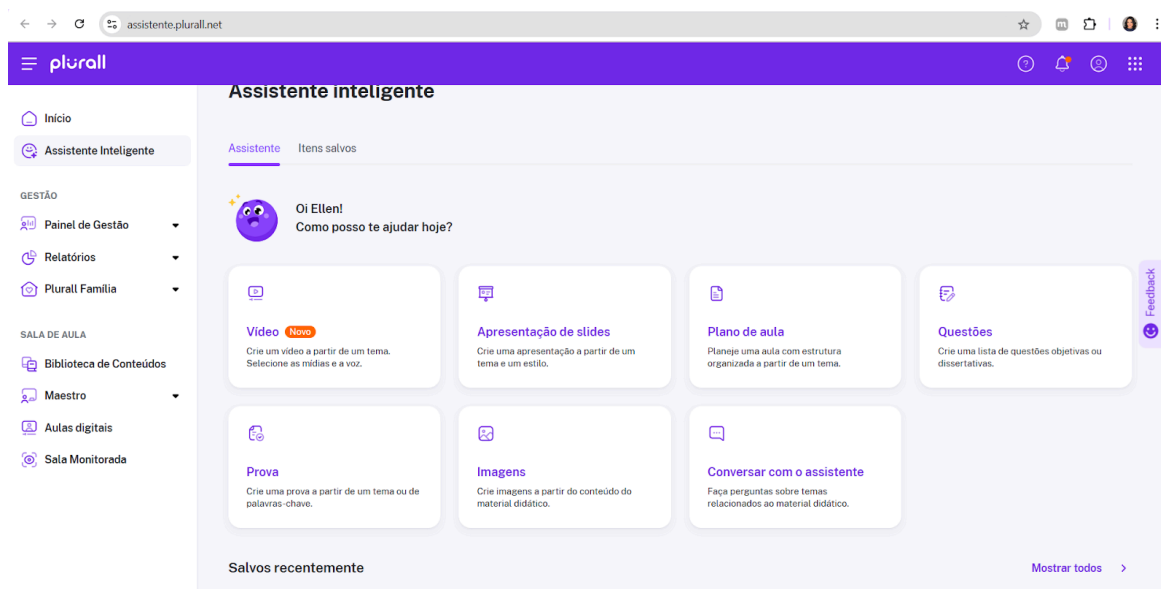 assistente.plurall.net
plurall
Assistente inteligente
Início
Assistente Inteligente
Assistente
Itens salvos
GESTÃO
Painel de Gestão
Relatórios
Plurall Família
SALA DE AULA
Biblioteca de Conteúdos
Maestro
Aulas digitais
Sala Monitorada
Oi Ellen!
Como posso te ajudar hoje?
Vídeo Novo
Crie um vídeo a partir de um tema.
Selecione as mídias e a voz.
Apresentação de slides
Crie uma apresentação a partir de um
tema e um estilo.
Plano de aula
Planeje uma aula com estrutura
organizada a partir de um tema.
Questões
Crie uma lista de questões objetivas ou
dissertativas.
Feedback
Prova
Crie uma prova a partir de um tema ou de
palavras-chave.
Imagens
Crie imagens a partir do conteúdo do
material didático.
Conversar com o assistente
Faça perguntas sobre temas
relacionados ao material didático.
Salvos recentemente
Mostrar todos